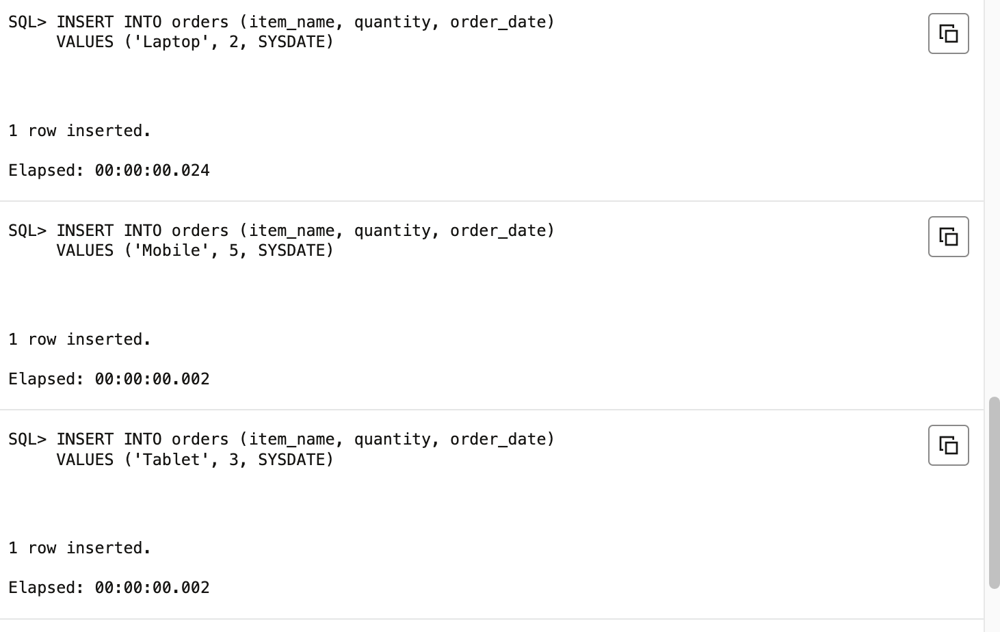 SQL> INSERT INTO orders (item_name, quantity, order_date)
     VALUES ('Laptop', 2, SYSDATE)
1 row inserted.
Elapsed: 00:00:00.024
SQL> INSERT INTO orders (item_name, quantity, order_date)
     VALUES ('Mobile', 5, SYSDATE)
1 row inserted.
Elapsed: 00:00:00.002
SQL> INSERT INTO orders (item_name, quantity, order_date)
     VALUES ('Tablet', 3, SYSDATE)
1 row inserted.
Elapsed: 00:00:00.002